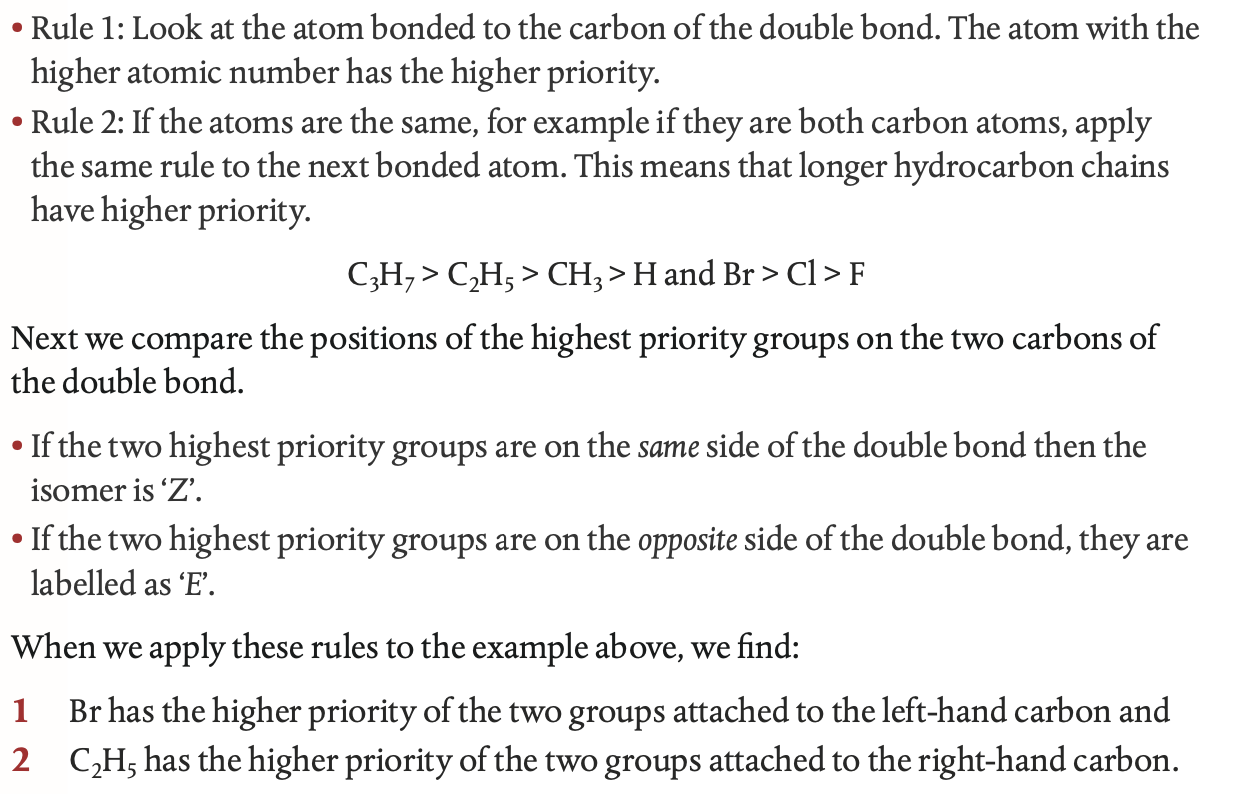 • Rule 1: Look at the atom bonded to the carbon of the double bond. The atom with the
higher atomic number has the higher priority.
• Rule 2: If the atoms are the same, for example if they are both carbon atoms, apply
the same rule to the next bonded atom. This means that longer hydrocarbon chains
have higher priority.
C₃H₇ > C₂H₅ > CH₃ > H and Br > Cl > F
Next we compare the positions of the highest priority groups on the two carbons of
the double bond.
• If the two highest priority groups are on the same side of the double bond then the
isomer is ‘Z’.
• If the two highest priority groups are on the opposite side of the double bond, they are
labelled as ‘E’.
When we apply these rules to the example above, we find:
1 Br has the higher priority of the two groups attached to the left-hand carbon and
2 C₂H₅ has the higher priority of the two groups attached to the right-hand carbon.